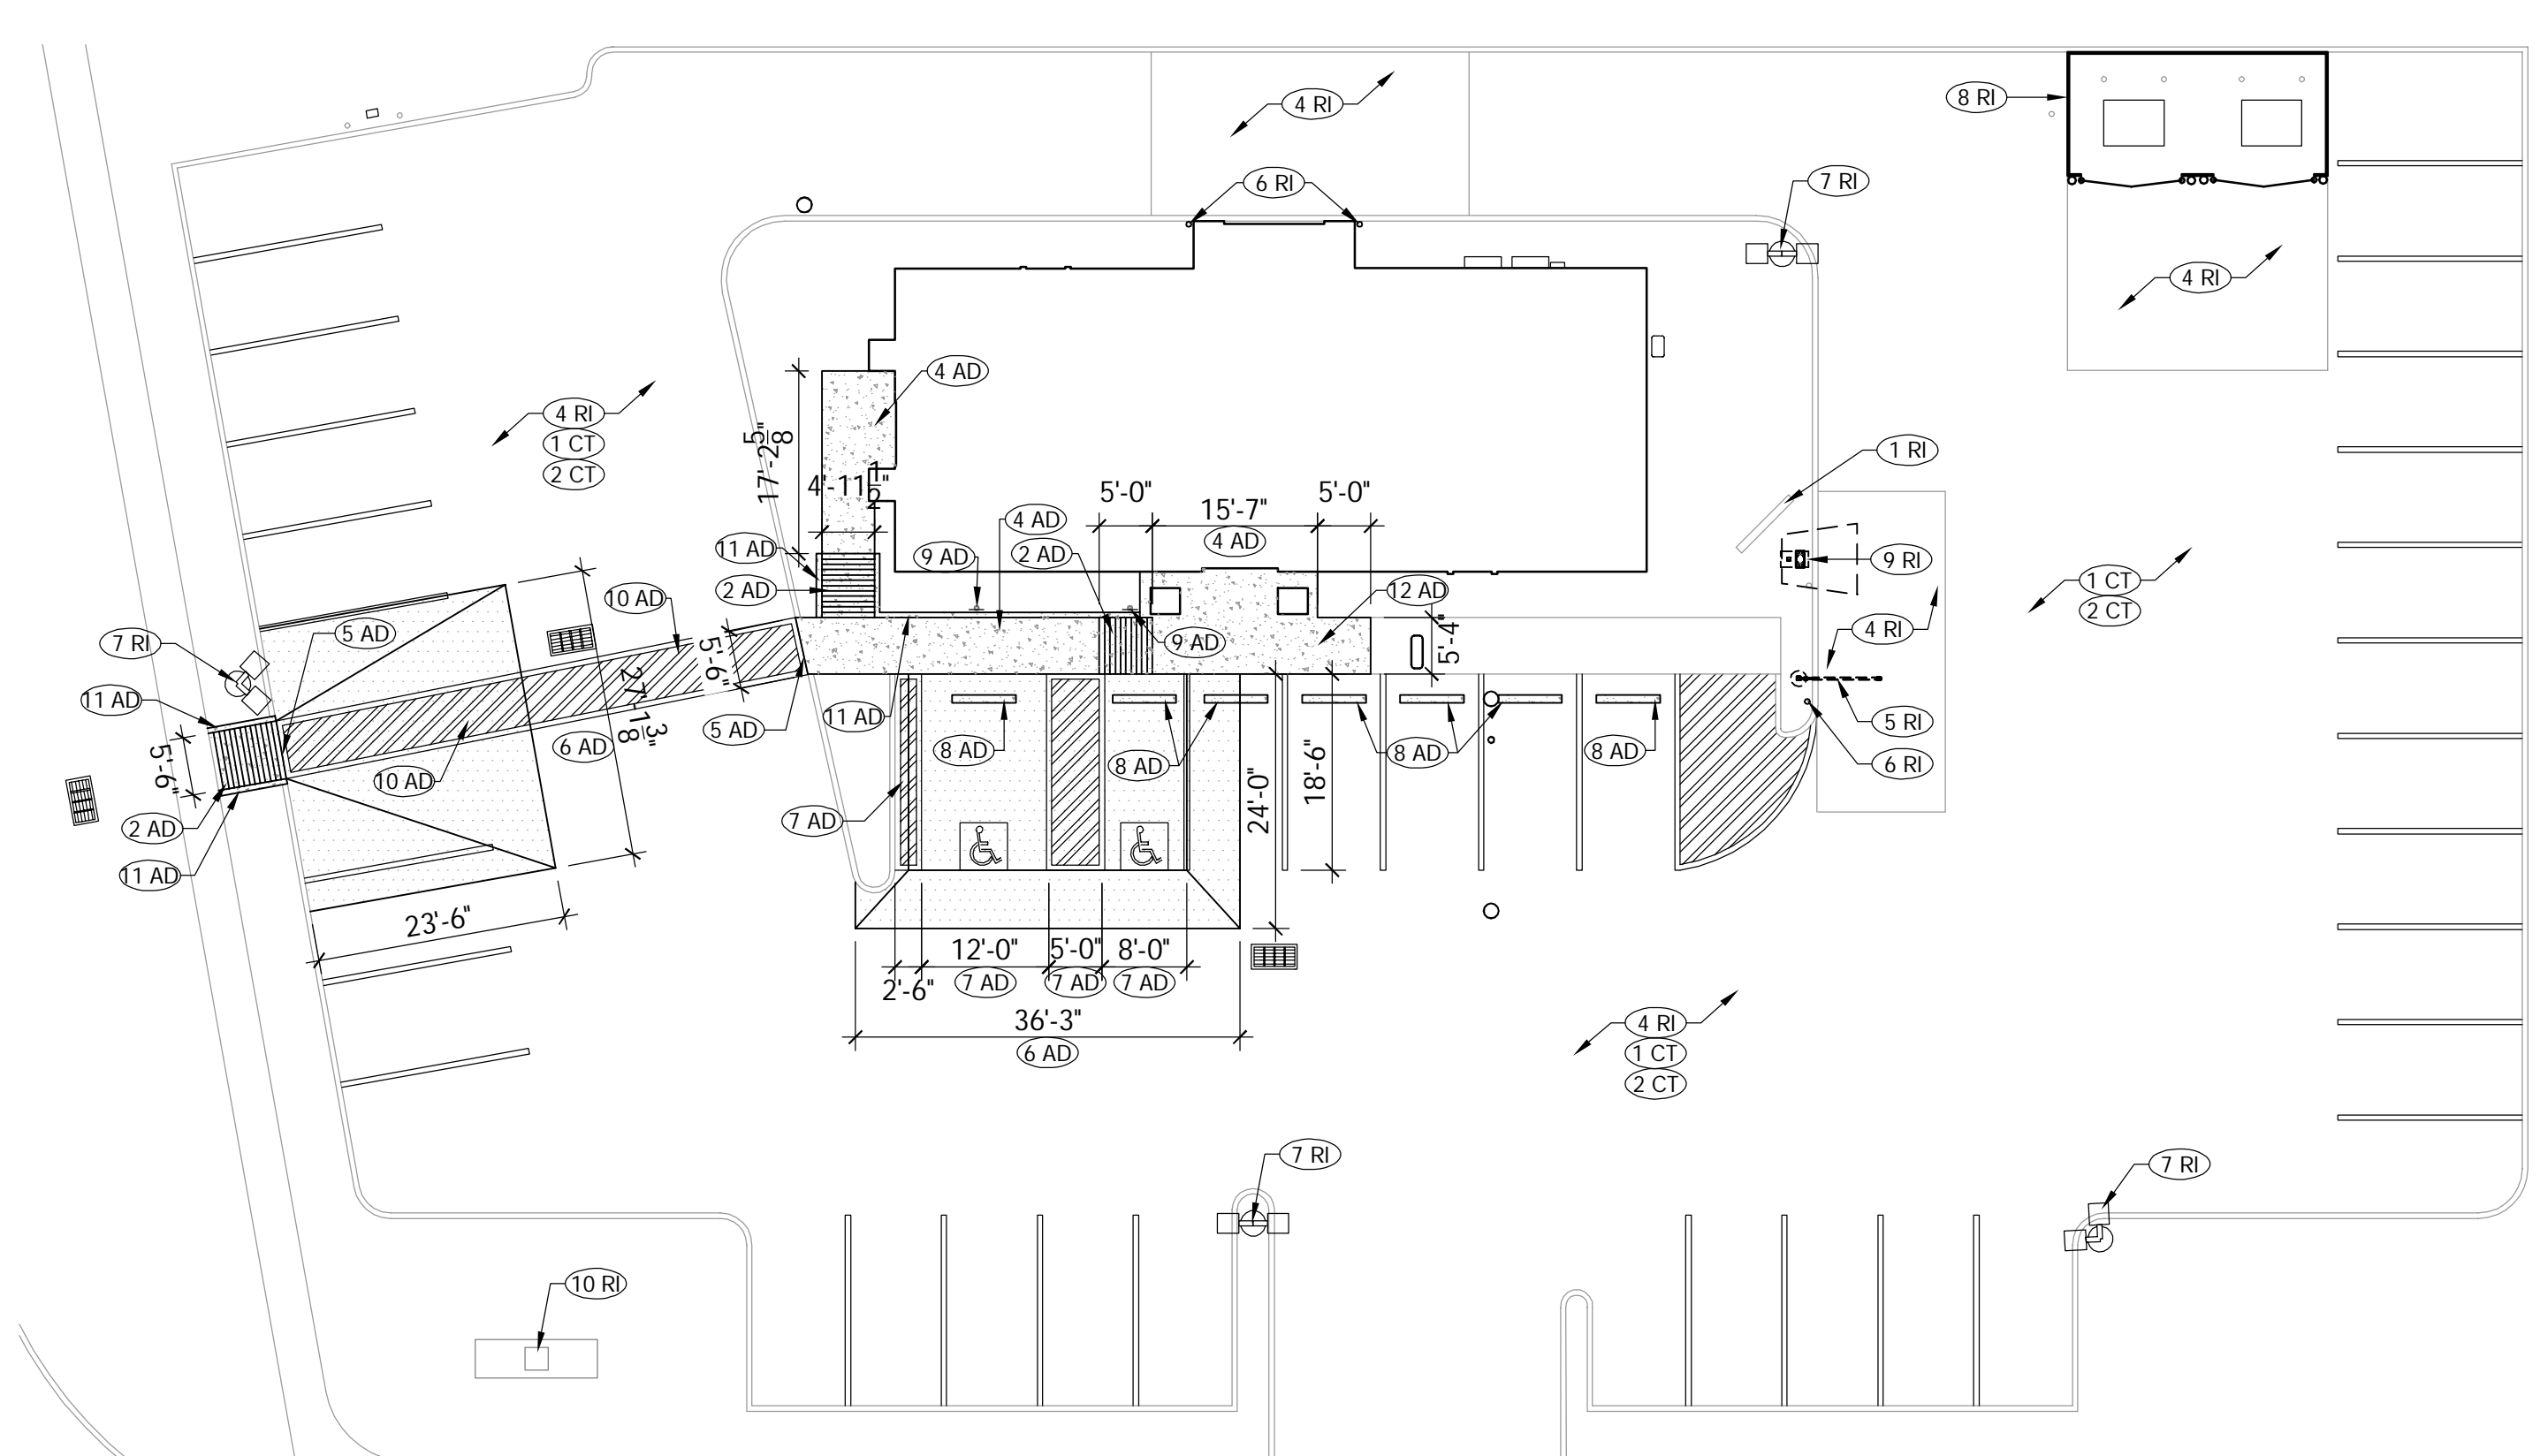 4 RI
8 RI
6 RI
7 RI
4 RI
4 AD
4 RI
1 CT
2 CT
17'-2 5/8"
4'-11 1/2"
1 RI
5'-0"
15'-7"
5'-0"
4 AD
4 AD
11 AD
9 AD
2 AD
9 RI
1 CT
2 CT
2 AD
12 AD
10 AD
5 AD
7 RI
5'-6"
9 AD
5'-4"
4 RI
27'-1 3/8"
11 AD
11 AD
5 AD
5 RI
6 AD
8 AD
8 AD
8 AD
8 AD
6 RI
5'-6"
10 AD
18'-6"
24'-0"
7 AD
2 AD
11 AD
23'-6"
12'-0"
5'-0"
8'-0"
7 AD
7 AD
7 AD
2'-6"
36'-3"
6 AD
4 RI
1 CT
2 CT
7 RI
7 RI
10 RI